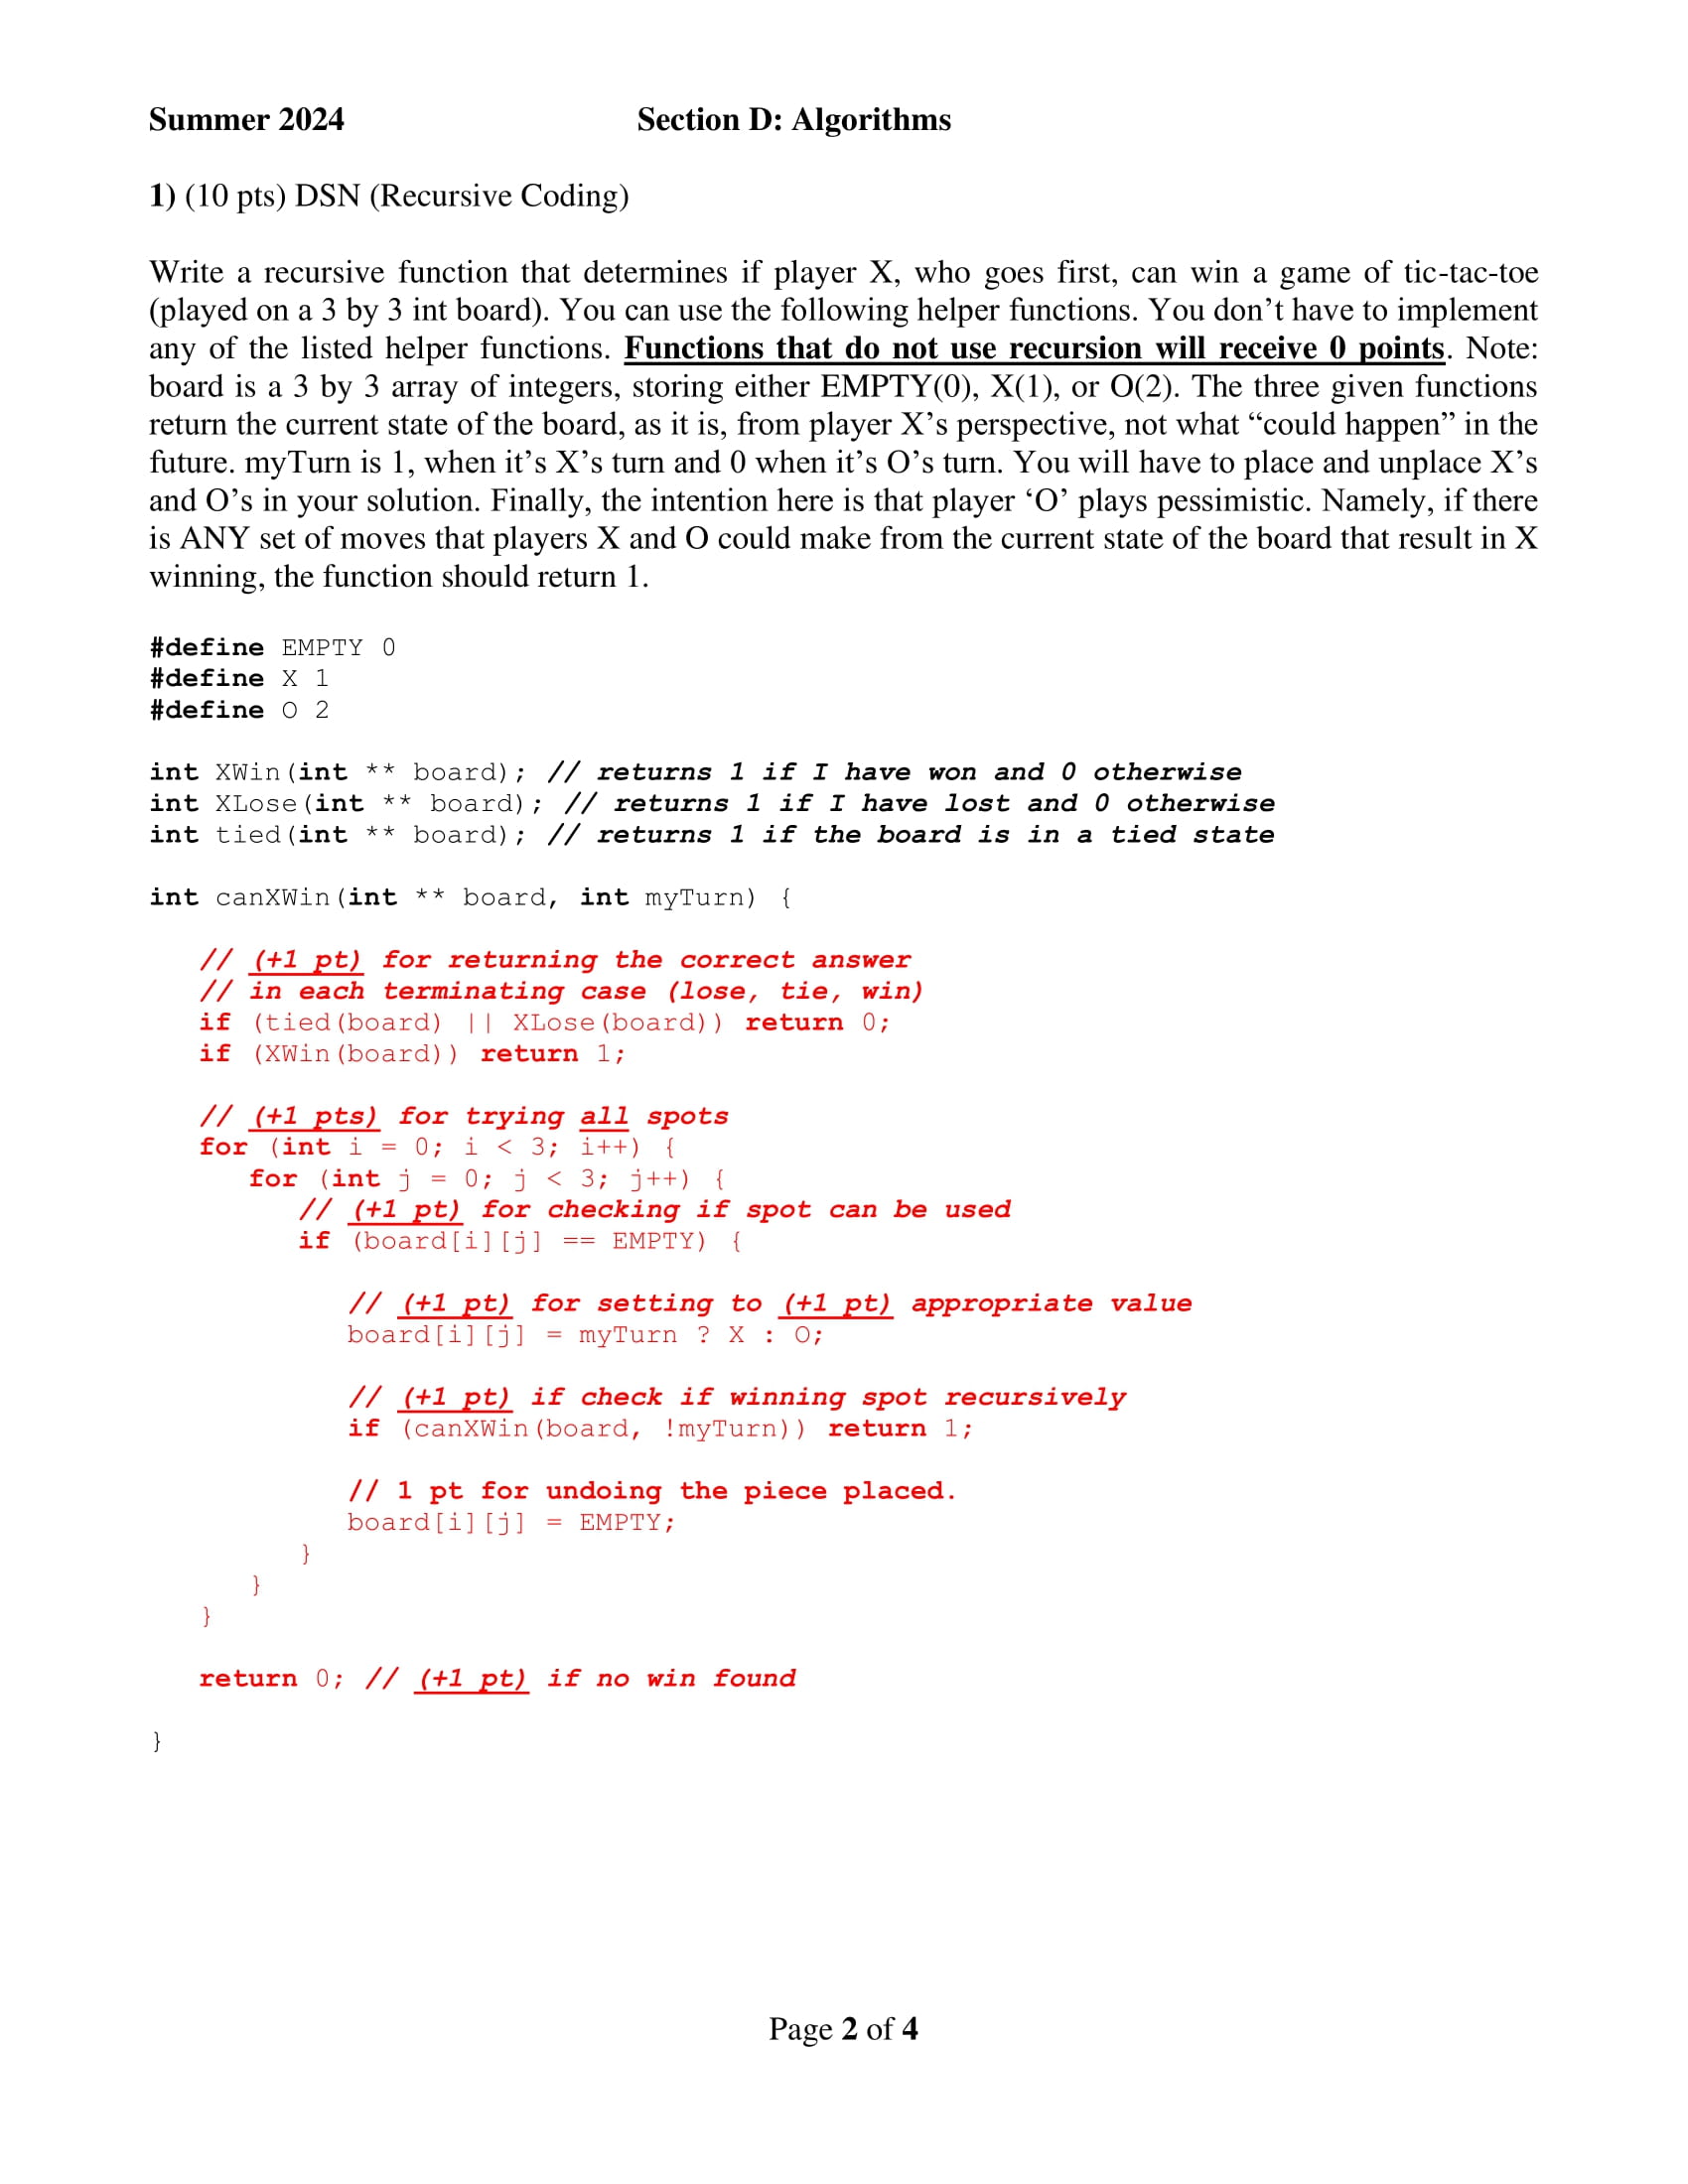 Summer 2024 Section D: Algorithms
1) (10 pts) DSN (Recursive Coding)
Write a recursive function that determines if player X, who goes first, can win a game of tic-tac-toe
(played on a 3 by 3 int board). You can use the following helper functions. You don’t have to implement
any of the listed helper functions. Functions that do not use recursion will receive 0 points. Note:
board is a 3 by 3 array of integers, storing either EMPTY(0), X(1), or O(2). The three given functions
return the current state of the board, as it is, from player X’s perspective, not what “could happen” in the
future. myTurn is 1, when it’s X’s turn and 0 when it’s O’s turn. You will have to place and unplace X’s
and O’s in your solution. Finally, the intention here is that player ‘O’ plays pessimistic. Namely, if there
is ANY set of moves that players X and O could make from the current state of the board that result in X
winning, the function should return 1.
#define EMPTY 0
#define X 1
#define O 2
int XWin(int ** board); // returns 1 if I have won and 0 otherwise
int XLose(int ** board); // returns 1 if I have lost and 0 otherwise
int tied(int ** board); // returns 1 if the board is in a tied state
int canXWin(int ** board, int myTurn) {
// (+1 pt) for returning the correct answer
// in each terminating case (lose, tie, win)
if (tied(board) || XLose(board)) return 0;
if (XWin(board)) return 1;
// (+1 pts) for trying all spots
for (int i = 0; i < 3; i++) {
for (int j = 0; j < 3; j++) {
// (+1 pt) for checking if spot can be used
if (board[i][j] == EMPTY) {
// (+1 pt) for setting to (+1 pt) appropriate value
board[i][j] = myTurn ? X : O;
// (+1 pt) if check if winning spot recursively
if (canXWin(board, !myTurn)) return 1;
// 1 pt for undoing the piece placed.
board[i][j] = EMPTY;
}
}
}
return 0; // (+1 pt) if no win found
}
Page 2 of 4